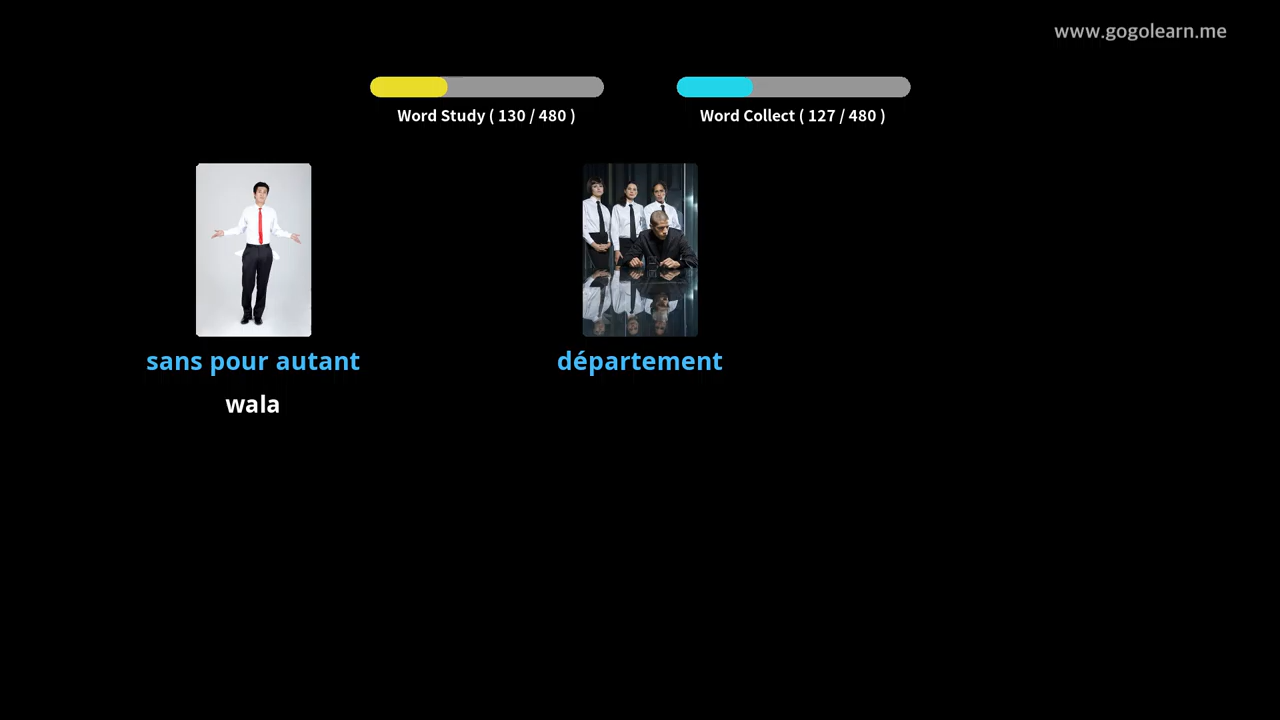 www.gogolearn.me
Word Study ( 130 / 480 )
Word Collect ( 127 / 480 )
sans pour autant
département
wala